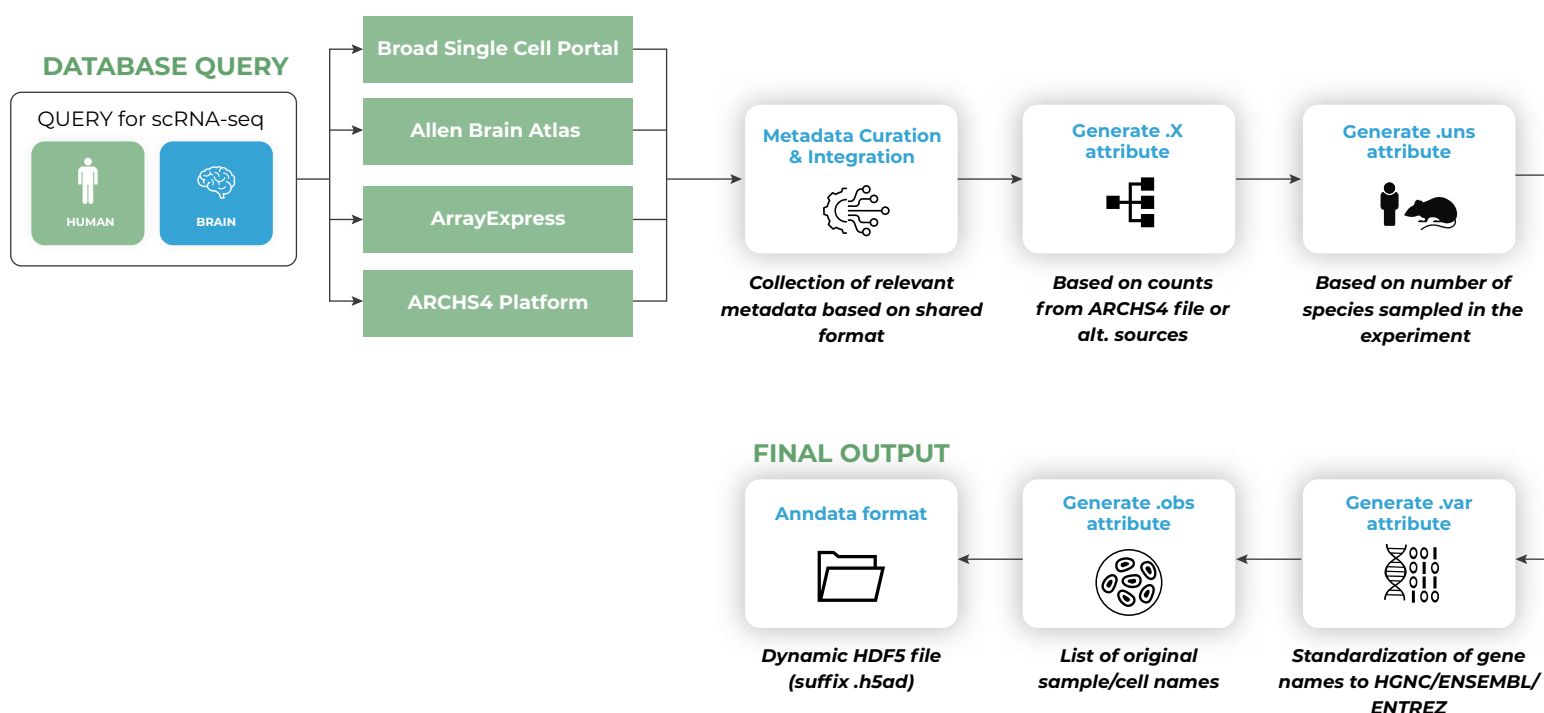 DATABASE QUERY
QUERY for scRNA-seq
HUMAN
BRAIN
Broad Single Cell Portal
Allen Brain Atlas
ArrayExpress
ARCHS4 Platform
Metadata Curation
& Integration
Collection of relevant
metadata based on shared
format
Generate .X
attribute
Based on counts
from ARCHS4 file or
alt. sources
Generate .uns
attribute
Based on number of
species sampled in the
experiment
Generate .var
attribute
001
010
011
100
Standardization of gene
names to HGNC/ENSEMBL/
ENTREZ
Generate .obs
attribute
List of original
sample/cell names
FINAL OUTPUT
Anndata format
Dynamic HDF5 file
(suffix .h5ad)